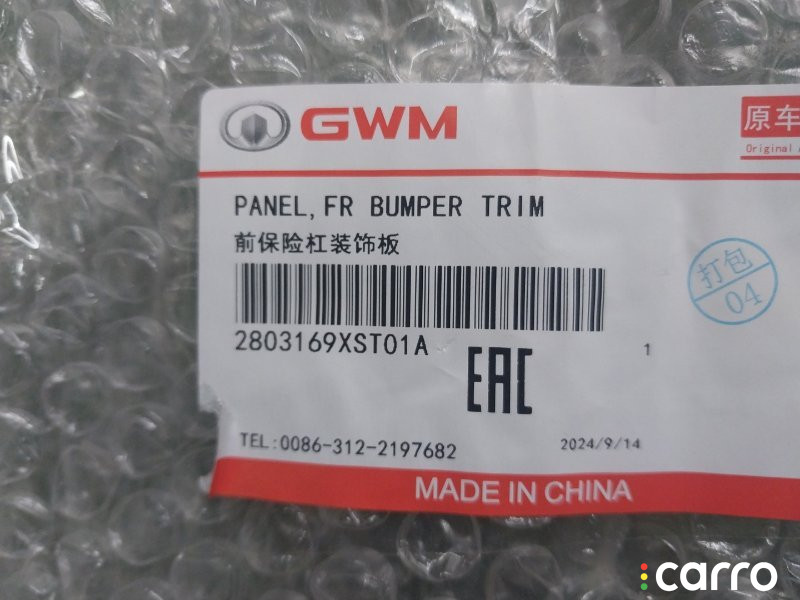 GWM
原车
Original
PANEL, FR BUMPER TRIM
前保险杠装饰板
打包
04
2803169XST01A
EAC
1
TEL:0086-312-2197682
2024/9/14
MADE IN CHINA
carro